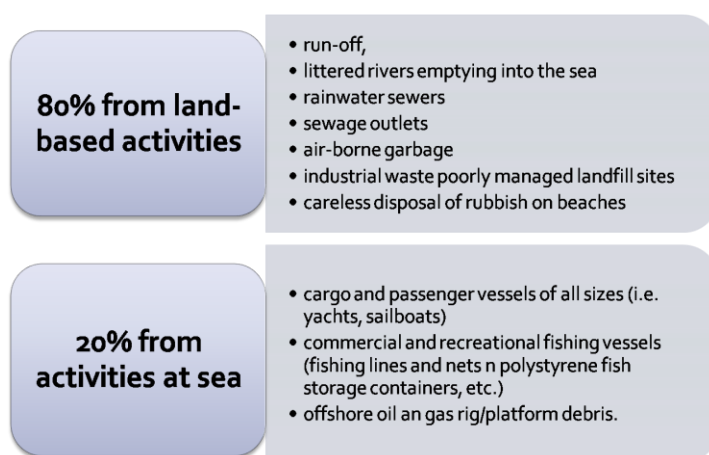 80% from land-
based activities
• run-off,
• littered rivers emptying into the sea
• rainwater sewers
• sewage outlets
• air-borne garbage
• industrial waste poorly managed landfill sites
• careless disposal of rubbish on beaches
20% from
activities at sea
• cargo and passenger vessels of all sizes (i.e.
yachts, sailboats)
• commercial and recreational fishing vessels
(fishing lines and nets n polystyrene fish
storage containers, etc.)
• offshore oil an gas rig/platform debris.